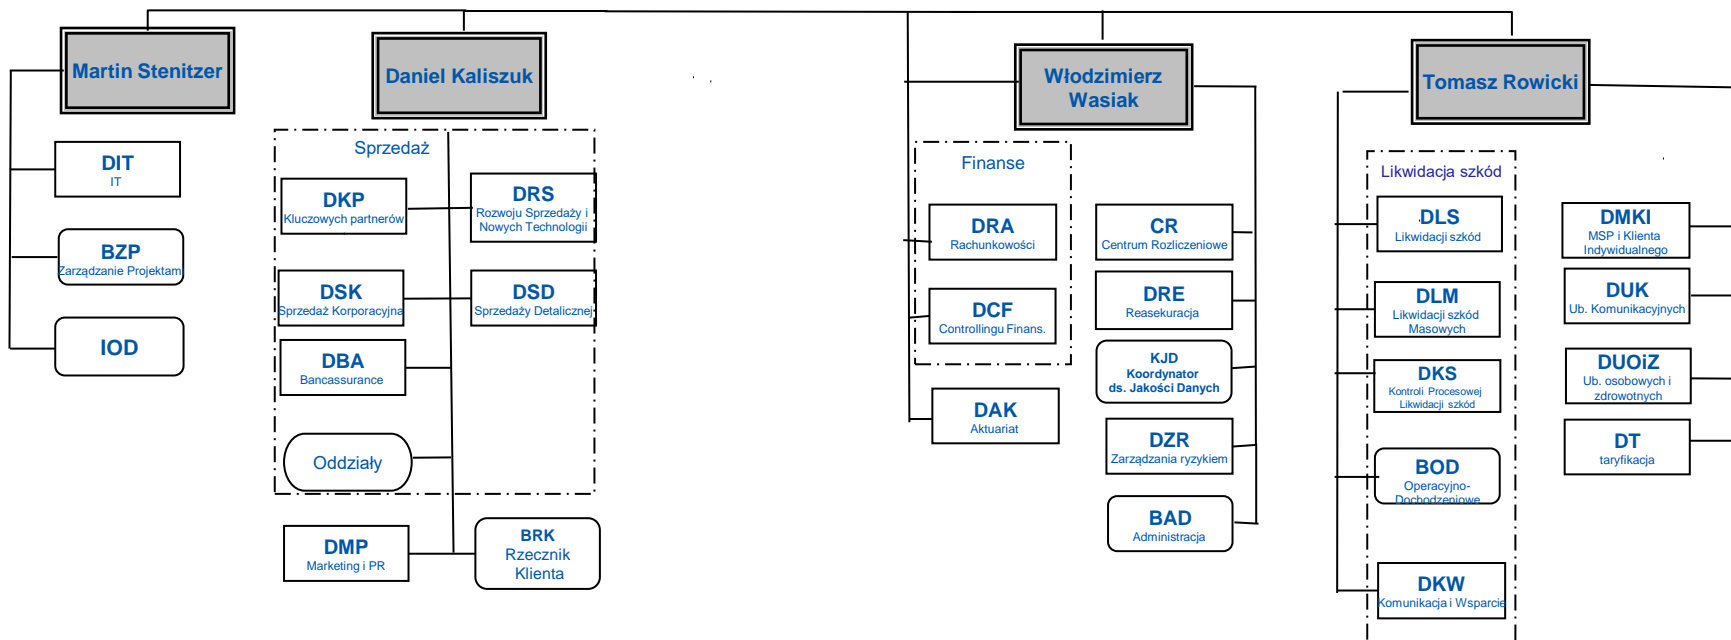 Martin Stenitzer
Daniel Kaliszuk
Włodzimierz
Wasiak
Tomasz Rowicki
DIT
IT
BZP
Zarządzanie Projektami
IOD
Sprzedaż
DKP
Kluczowych partnerów
DRS
Rozwoju Sprzedaży i
Nowych Technologii
DSK
Sprzedaż Korporacyjna
DSD
Sprzedaży Detalicznej
DBA
Bancassurance
Oddziały
DMP
Marketing i PR
BRK
Rzecznik
Klienta
Finanse
DRA
Rachunkowości
DCF
Controllingu Finans.
DAK
Aktuariat
CR
Centrum Rozliczeniowe
DRE
Reasekuracja
KJD
Koordynator
ds. Jakości Danych
DZR
Zarządzania ryzykiem
BAD
Administracja
Likwidacja szkód
DLS
Likwidacji szkód
DLM
Likwidacji szkód
Masowych
DKS
Kontroli Procesowej
Likwidacji szkód
BOD
Operacyjno-
Dochodzeniowe
DKW
Komunikacja i Wsparcie
DMKI
MSP i Klienta
Indywidualnego
DUK
Ub. Komunikacyjnych
DUOiZ
Ub. osobowych i
zdrowotnych
DT
taryfikacja